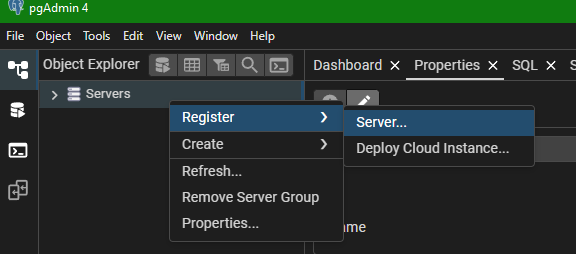 pgAdmin 4
File Object Tools Edit View Window Help
Object Explorer
Dashboard Properties SQL
Servers
Register
Server...
Create
Deploy Cloud Instance...
Refresh...
Remove Server Group
Properties...